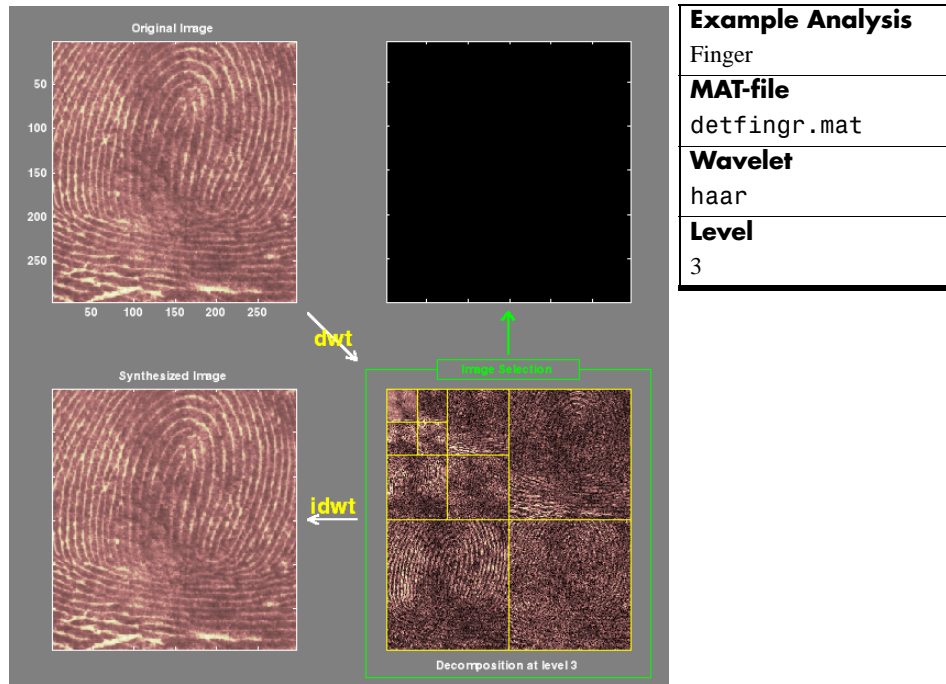 Original Image
50
100
150
200
250
50 100 150 200 250
dwt
Image Selection
Synthesized Image
idwt
Decomposition at level 3
Example Analysis
Finger
MAT-file
detfingr.mat
Wavelet
haar
Level
3